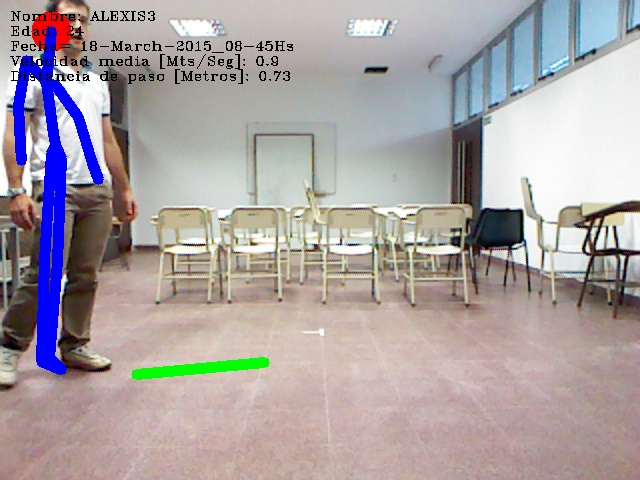 Nombre: ALEXIS3
Edad: 24
Fecha= 18-March-2015_08-45Hs
Velocidad media [Mts/Seg]: 0.9
Distancia de paso [Metros]: 0.73